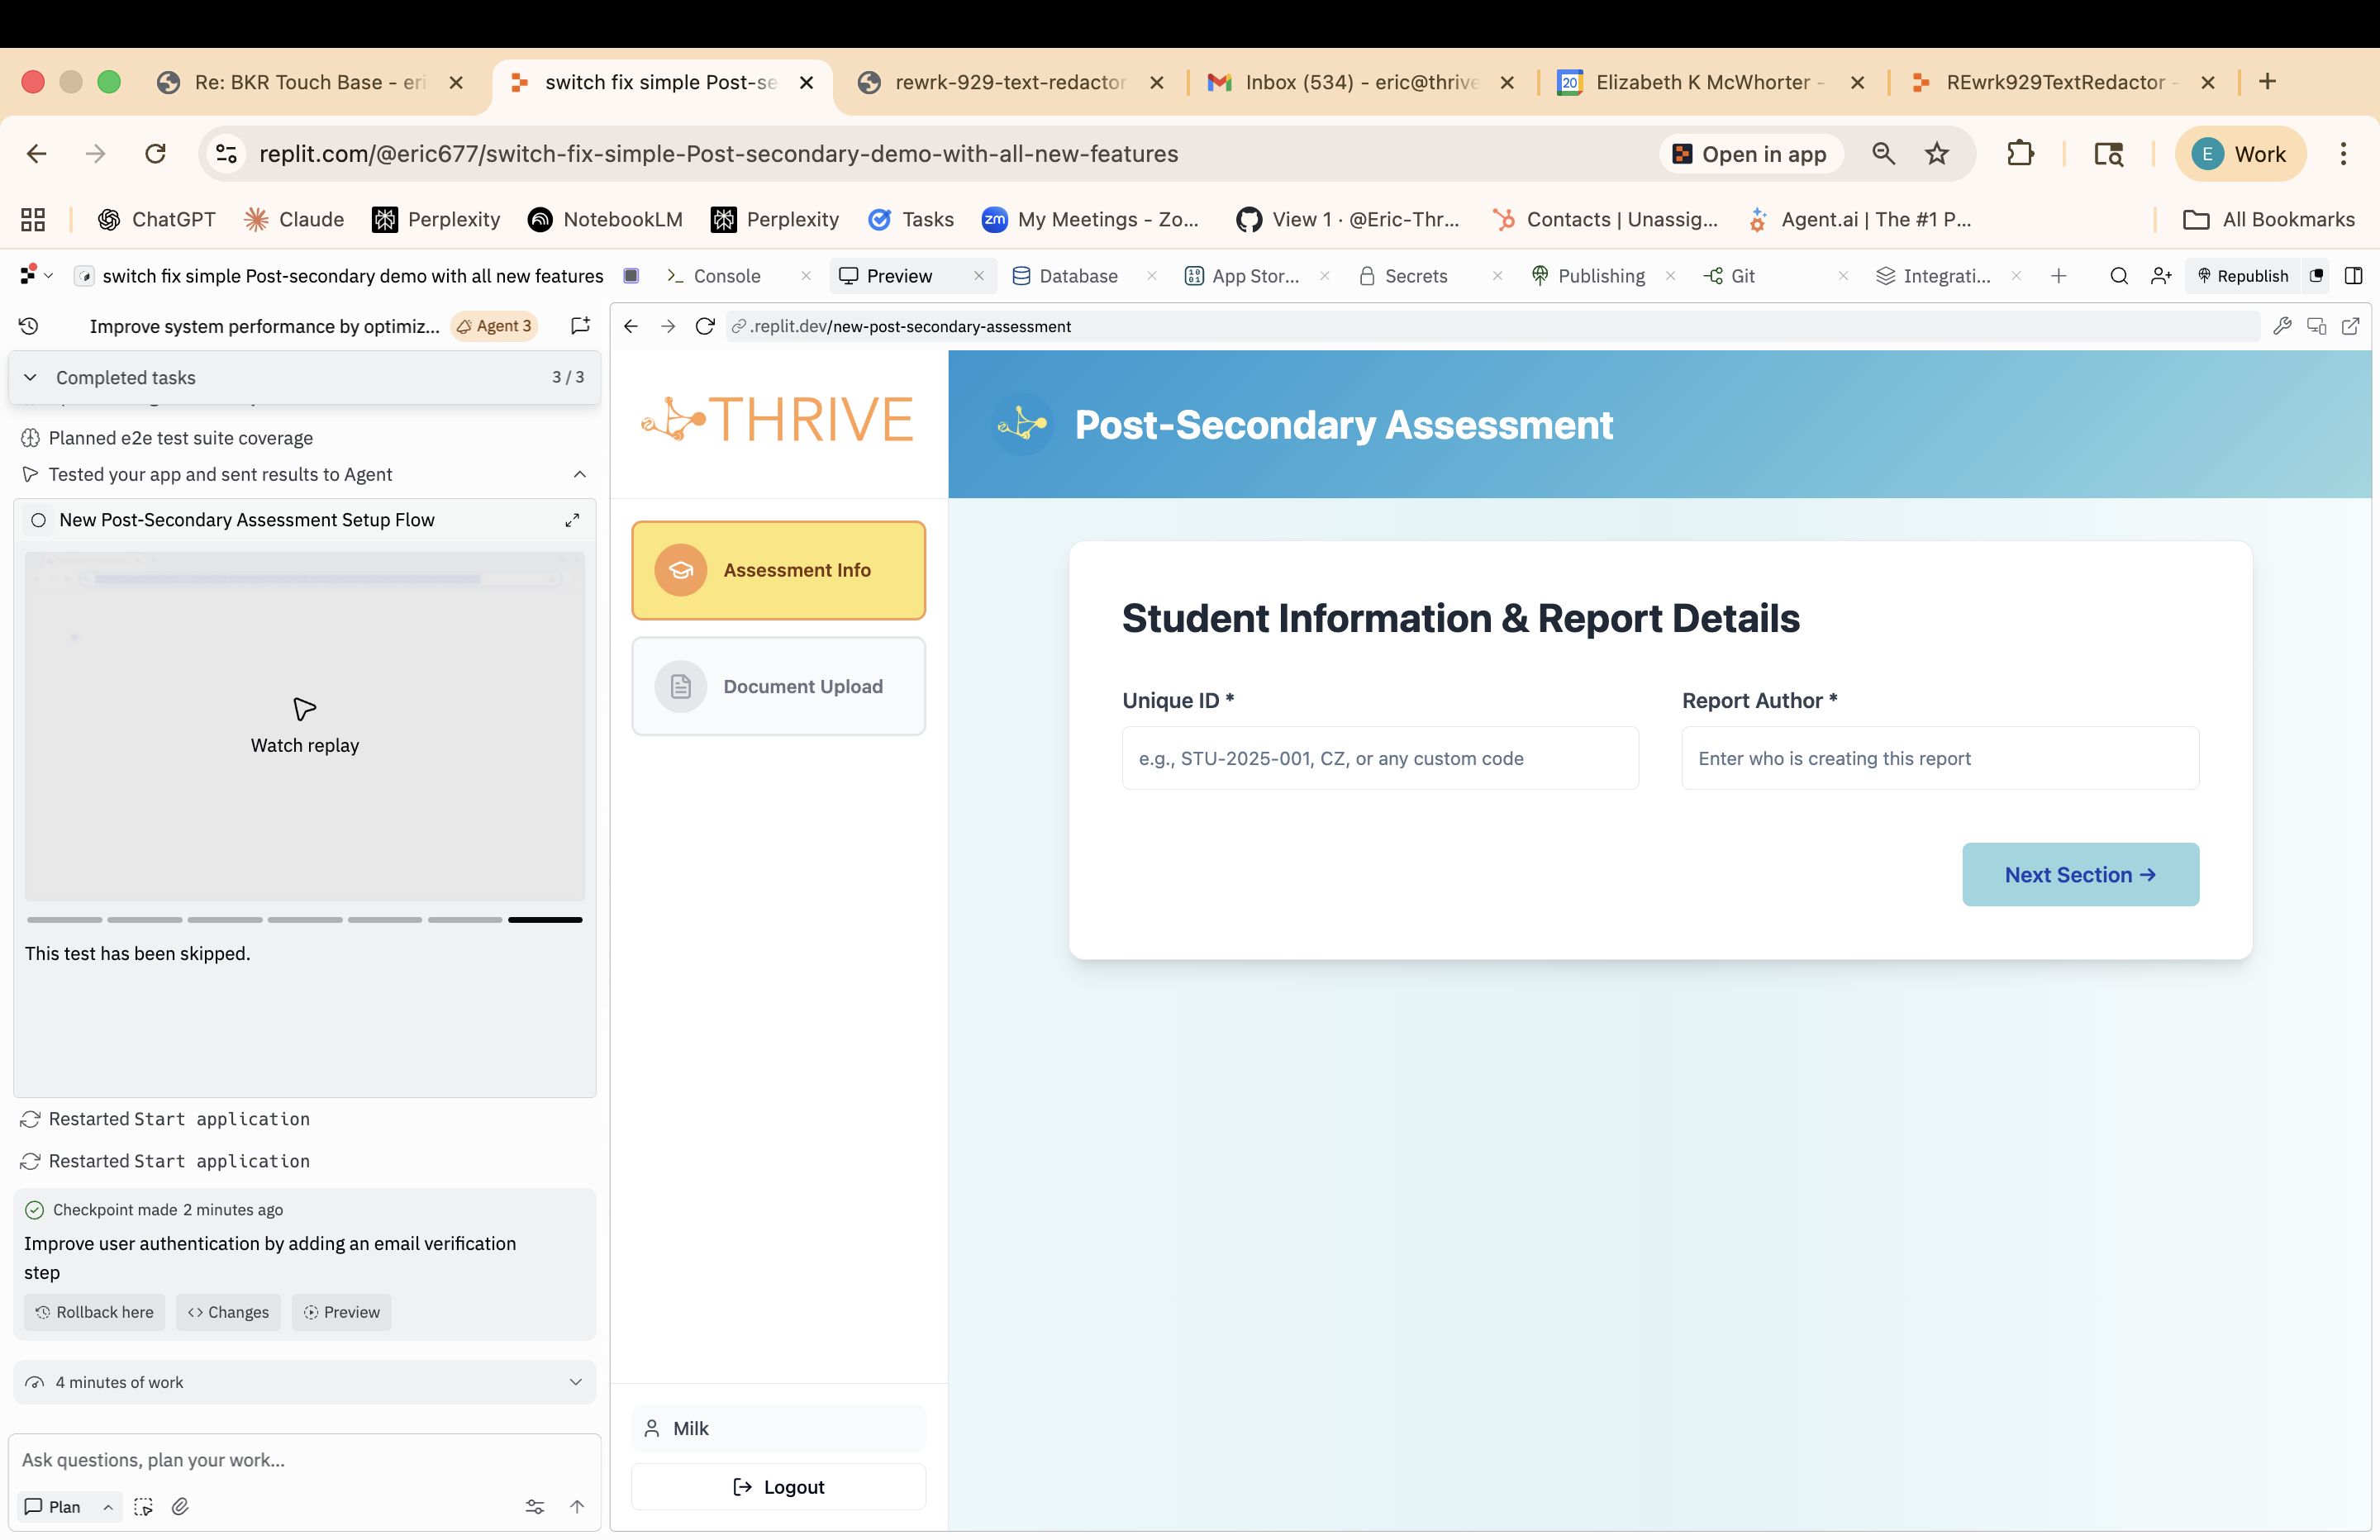 Re: BKR Touch Base - eri
switch fix simple Post-se
rewrk-929-text-redactor
Inbox (534) - eric@thrive
20
Elizabeth K McWhorter -
REwrk929TextRedactor -
replit.com/@eric677/switch-fix-simple-Post-secondary-demo-with-all-new-features
Open in app
E
Work
ChatGPT
Claude
Perplexity
NotebookLM
Perplexity
Tasks
zm
My Meetings - Zo...
View 1 · @Eric-Thr...
Contacts | Unassig...
Agent.ai | The #1 P...
All Bookmarks
switch fix simple Post-secondary demo with all new features
Console
Preview
Database
App Stor...
Secrets
Publishing
Git
Integrati...
Republish
Improve system performance by optimiz...
Agent 3
.replit.dev/new-post-secondary-assessment
Completed tasks
3 / 3
Planned e2e test suite coverage
Tested your app and sent results to Agent
New Post-Secondary Assessment Setup Flow
Watch replay
This test has been skipped.
Restarted Start application
Restarted Start application
Checkpoint made 2 minutes ago
Improve user authentication by adding an email verification
step
Rollback here
Changes
Preview
4 minutes of work
Ask questions, plan your work...
Plan
THRIVE
Assessment Info
Document Upload
Milk
Logout
Post-Secondary Assessment
Student Information & Report Details
Unique ID *
Report Author *
e.g., STU-2025-001, CZ, or any custom code
Enter who is creating this report
Next Section →